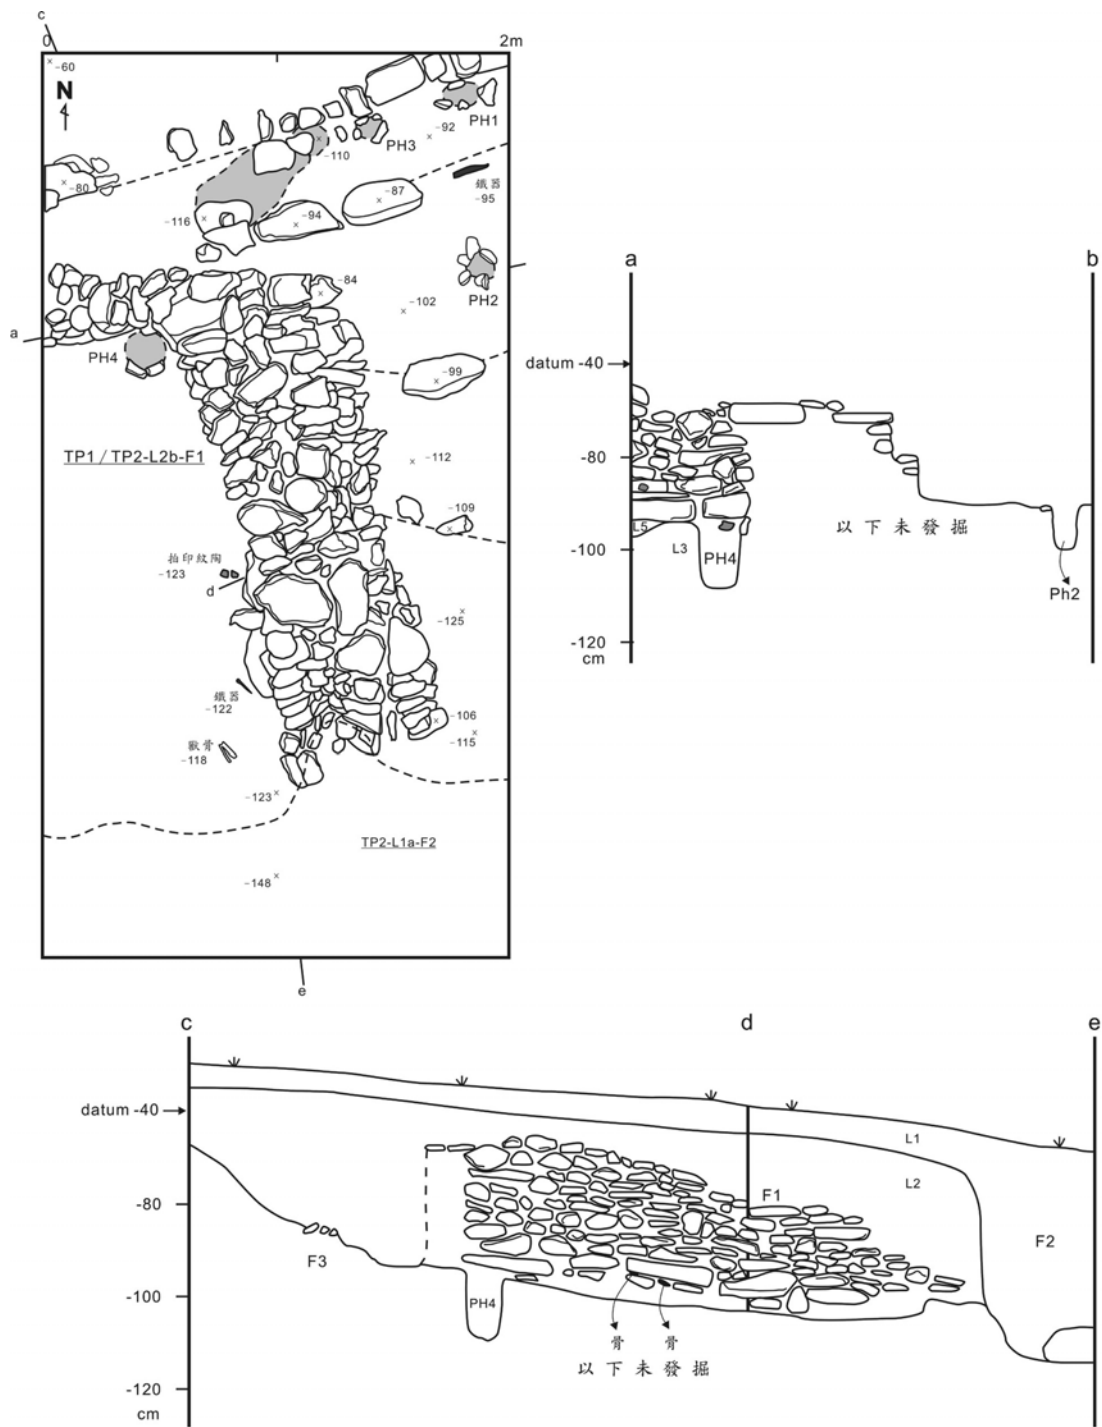 c
0
2m
-60
N
PH1
-92
PH3
-110
-80
-87
鐵器
-95
-116
-94
PH2
-84
-102
a
PH4
-99
TP1/TP2-L2b-F1
-112
-109
拍印紋陶
-123
d
-125
鐵器
-122
-106
-115
獸骨
-118
-123
TP2-L1a-F2
-148
e
a
b
datum -40
-80
L5
L3
PH4
以下未發掘
-100
Ph2
-120
cm
c
d
e
datum -40
L1
L2
-80
F1
F2
F3
-100
PH4
骨
骨
以下未發掘
-120
cm